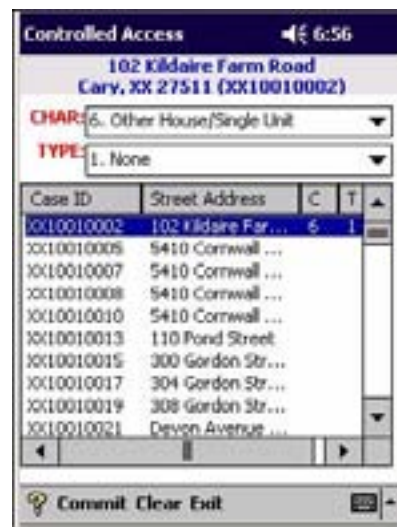 Controlled Access 6:56
102 Kildaire Farm Road
Cary, XX 27511 (XX10010002)
CHAR: 6. Other House/Single Unit
TYPE: 1. None
Case ID Street Address C T
XX10010002 102 Kildaire Far... 6 1
XX10010005 5410 Cornwall ...
XX10010007 5410 Cornwall ...
XX10010008 5410 Cornwall ...
XX10010010 5410 Cornwall ...
XX10010013 110 Pond Street
XX10010015 300 Gordon Str...
XX10010017 304 Gordon Str...
XX10010019 308 Gordon Str...
XX10010021 Devon Avenue ...
Commit Clear Exit